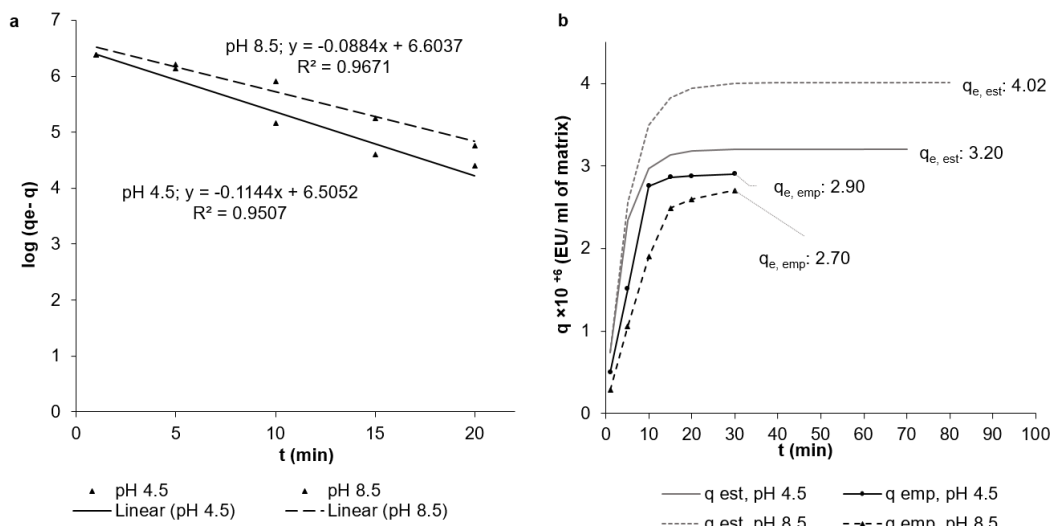 a
7
6
5
4
3
2
1
0
log (qe- q)
pH 8.5; y = -0.0884x + 6.6037
R² = 0.9671
pH 4.5; y = -0.1144x + 6.5052
R² = 0.9507
0 5 10 15 20
t (min)
pH 4.5 pH 8.5
Linear (pH 4.5) Linear (pH 8.5)
b
4
3
2
1
0
q ×10 ⁺⁶ (EU/ ml of matrix)
qe, est: 4.02
qe, est: 3.20
qe, emp: 2.90
qe, emp: 2.70
0 10 20 30 40 50 60 70 80 90 100
t (min)
q est, pH 4.5 q emp, pH 4.5
q est, pH 8.5 q emp, pH 8.5